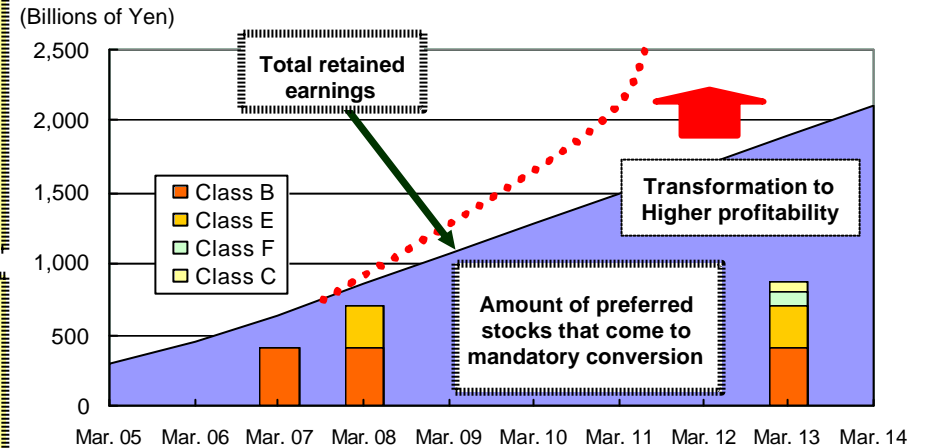 (Billions of Yen)
2,500
2,000
1,500
1,000
500
0
Total retained
earnings
Class B
Class E
Class F
Class C
Transformation to
Higher profitability
Amount of preferred
stocks that come to
mandatory conversion
Mar. 05 Mar. 06 Mar. 07 Mar. 08 Mar. 09 Mar. 10 Mar. 11 Mar. 12 Mar. 13 Mar. 14